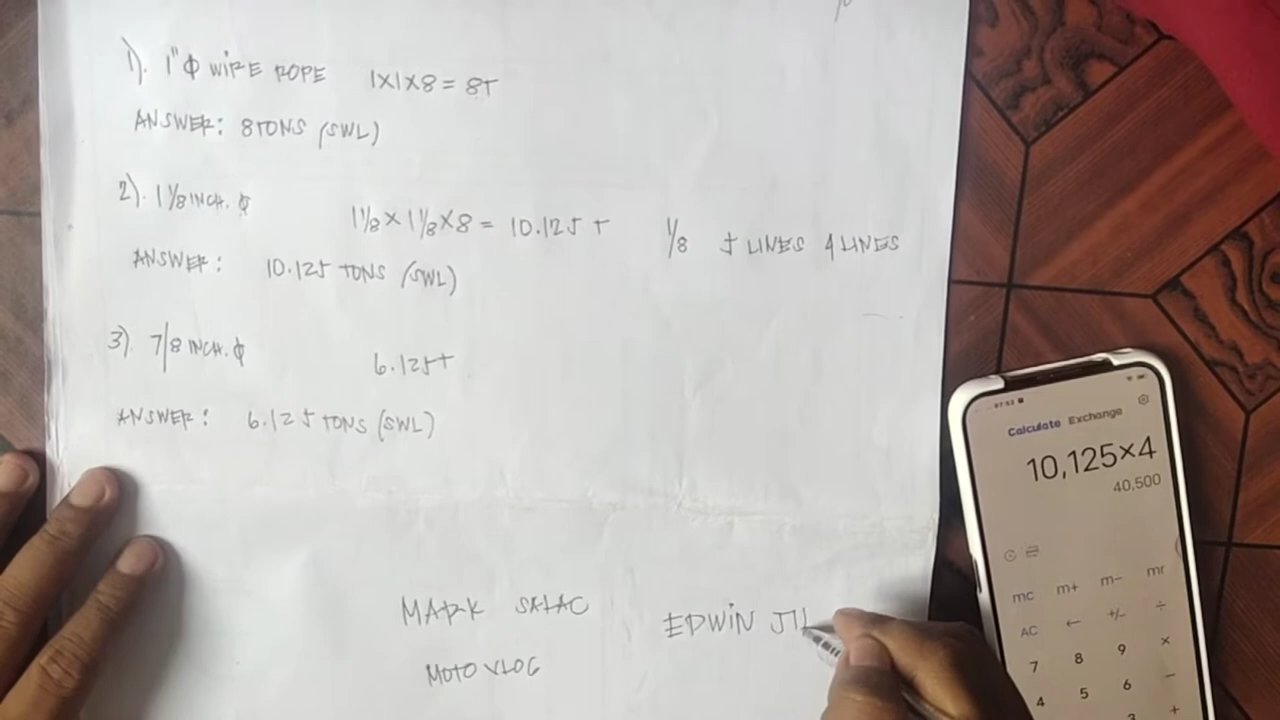 1). 1"Φ WIRE ROPE 1X1X8 = 8T
ANSWER: 8TONS (SWL)
2). 1 1/8 INCH. Φ
1 1/8 X 1 1/8 X 8 = 10.125 T
1/8 5 LINES 4 LINES
ANSWER: 10.125 TONS (SWL)
3). 7/8 INCH. Φ
6.125T
ANSWER: 6.125 TONS (SWL)
MARK
EDWIN
MOTO VLOG
07:53
Calculate Exchange
10,125×4
40,500
mc m+ m− mr
AC ← +/− ÷
7 8 9 ×
4 5 6 −
3 +